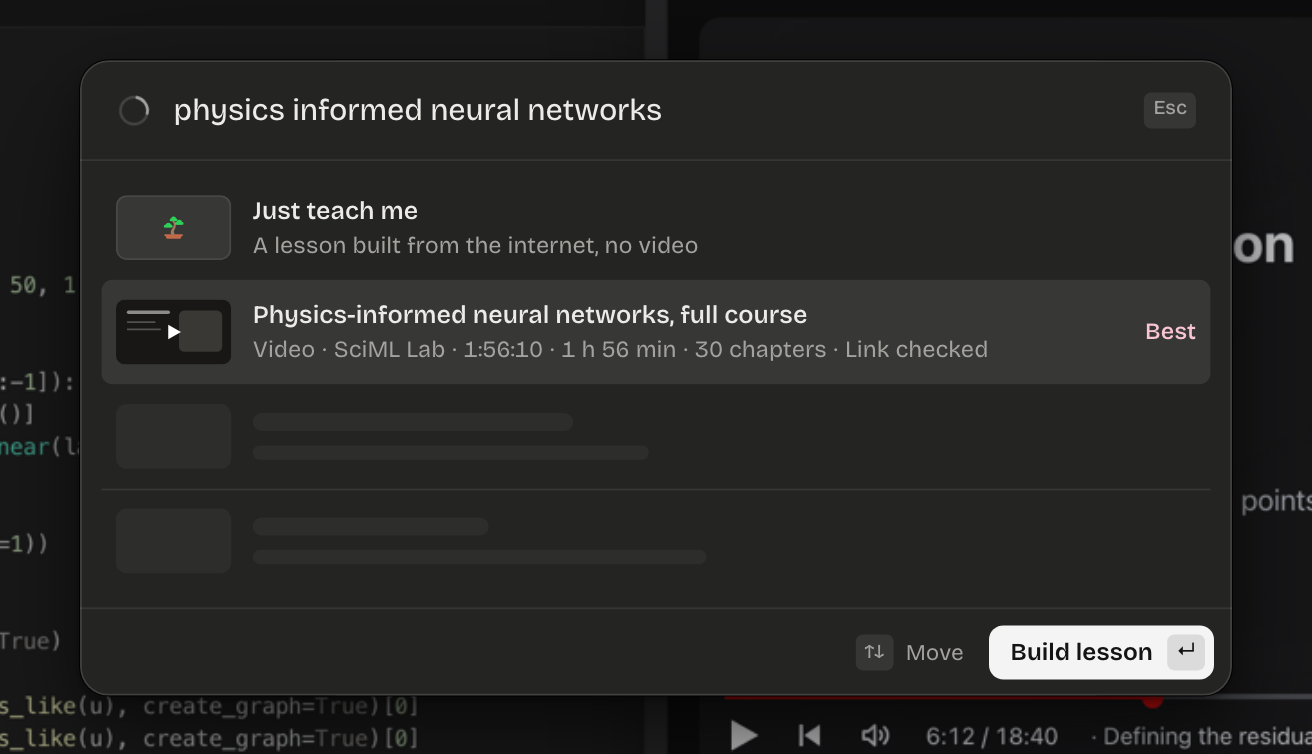 physics informed neural networks
Esc
Just teach me
A lesson built from the internet, no video
Physics-informed neural networks, full course
Video · SciML Lab · 1:56:10 · 1 h 56 min · 30 chapters · Link checked
Best
Move
Build lesson
50, 1
:-1]):
()]
near(l
=1))
True)
s_like(u), create_graph=True)[0]
s_like(u), create_graph=True)[0]
on
points
6:12 / 18:40 · Defining the residua